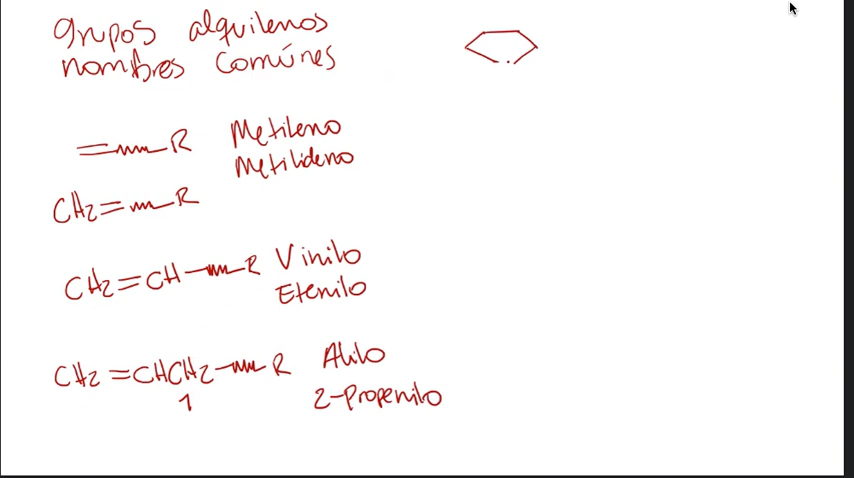 grupos alquilenos
nombres comúnes
=~R Metileno
Metilideno
CH2=~R
CH2=CH-~R Vinilo
Etenilo
CH2=CHCH2-~R Alilo
1
2-propenilo